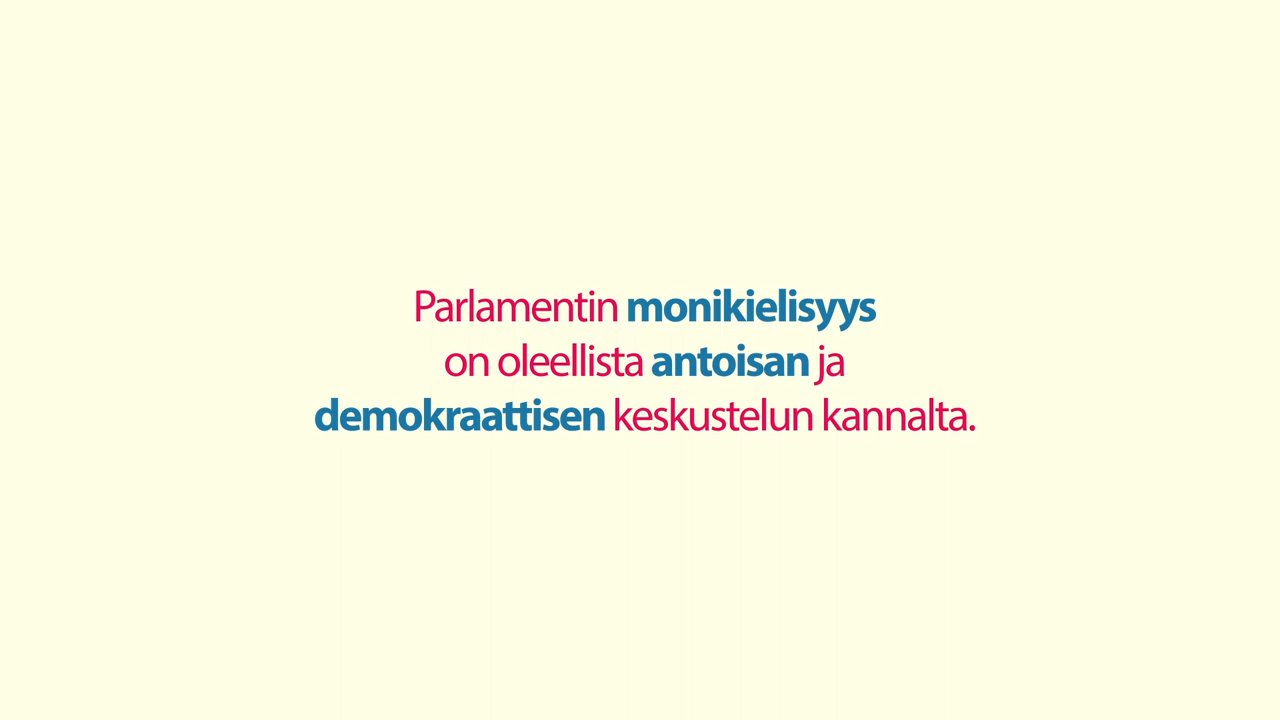 Parlamentin monikielisyys
on oleellista antoisan ja
demokraattisen keskustelun kannalta.